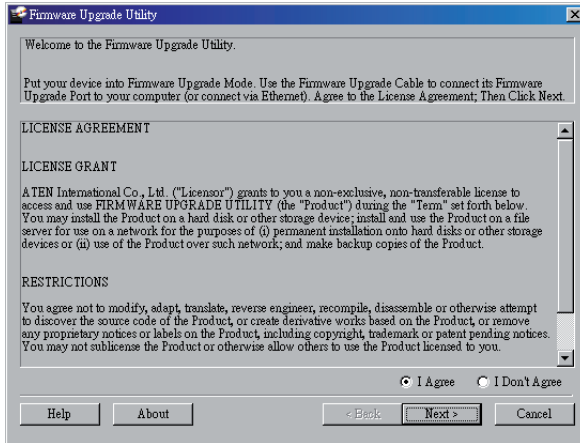 Firmware Upgrade Utility
Welcome to the Firmware Upgrade Utility.
Put your device into Firmware Upgrade Mode. Use the Firmware Upgrade Cable to connect its Firmware
Upgrade Port to your computer (or connect via Ethernet). Agree to the License Agreement; Then Click Next.
LICENSE AGREEMENT
LICENSE GRANT
ATEN International Co., Ltd. ("Licensor") grants to you a non-exclusive, non-transferable license to
access and use FIRMWARE UPGRADE UTILITY (the "Product") during the "Term" set forth below.
You may install the Product on a hard disk or other storage device; install and use the Product on a file
server for use on a network for the purposes of (i) permanent installation onto hard disks or other storage
devices or (ii) use of the Product over such network; and make backup copies of the Product.
RESTRICTIONS
You agree not to modify, adapt, translate, reverse engineer, recompile, disassemble or otherwise attempt
to discover the source code of the Product, or create derivative works based on the Product, or remove
any proprietary notices or labels on the Product, including copyright, trademark or patent pending notices.
You may not sublicense the Product or otherwise allow others to use the Product licensed to you.
I Agree I Don't Agree
Help About < Back Next > Cancel